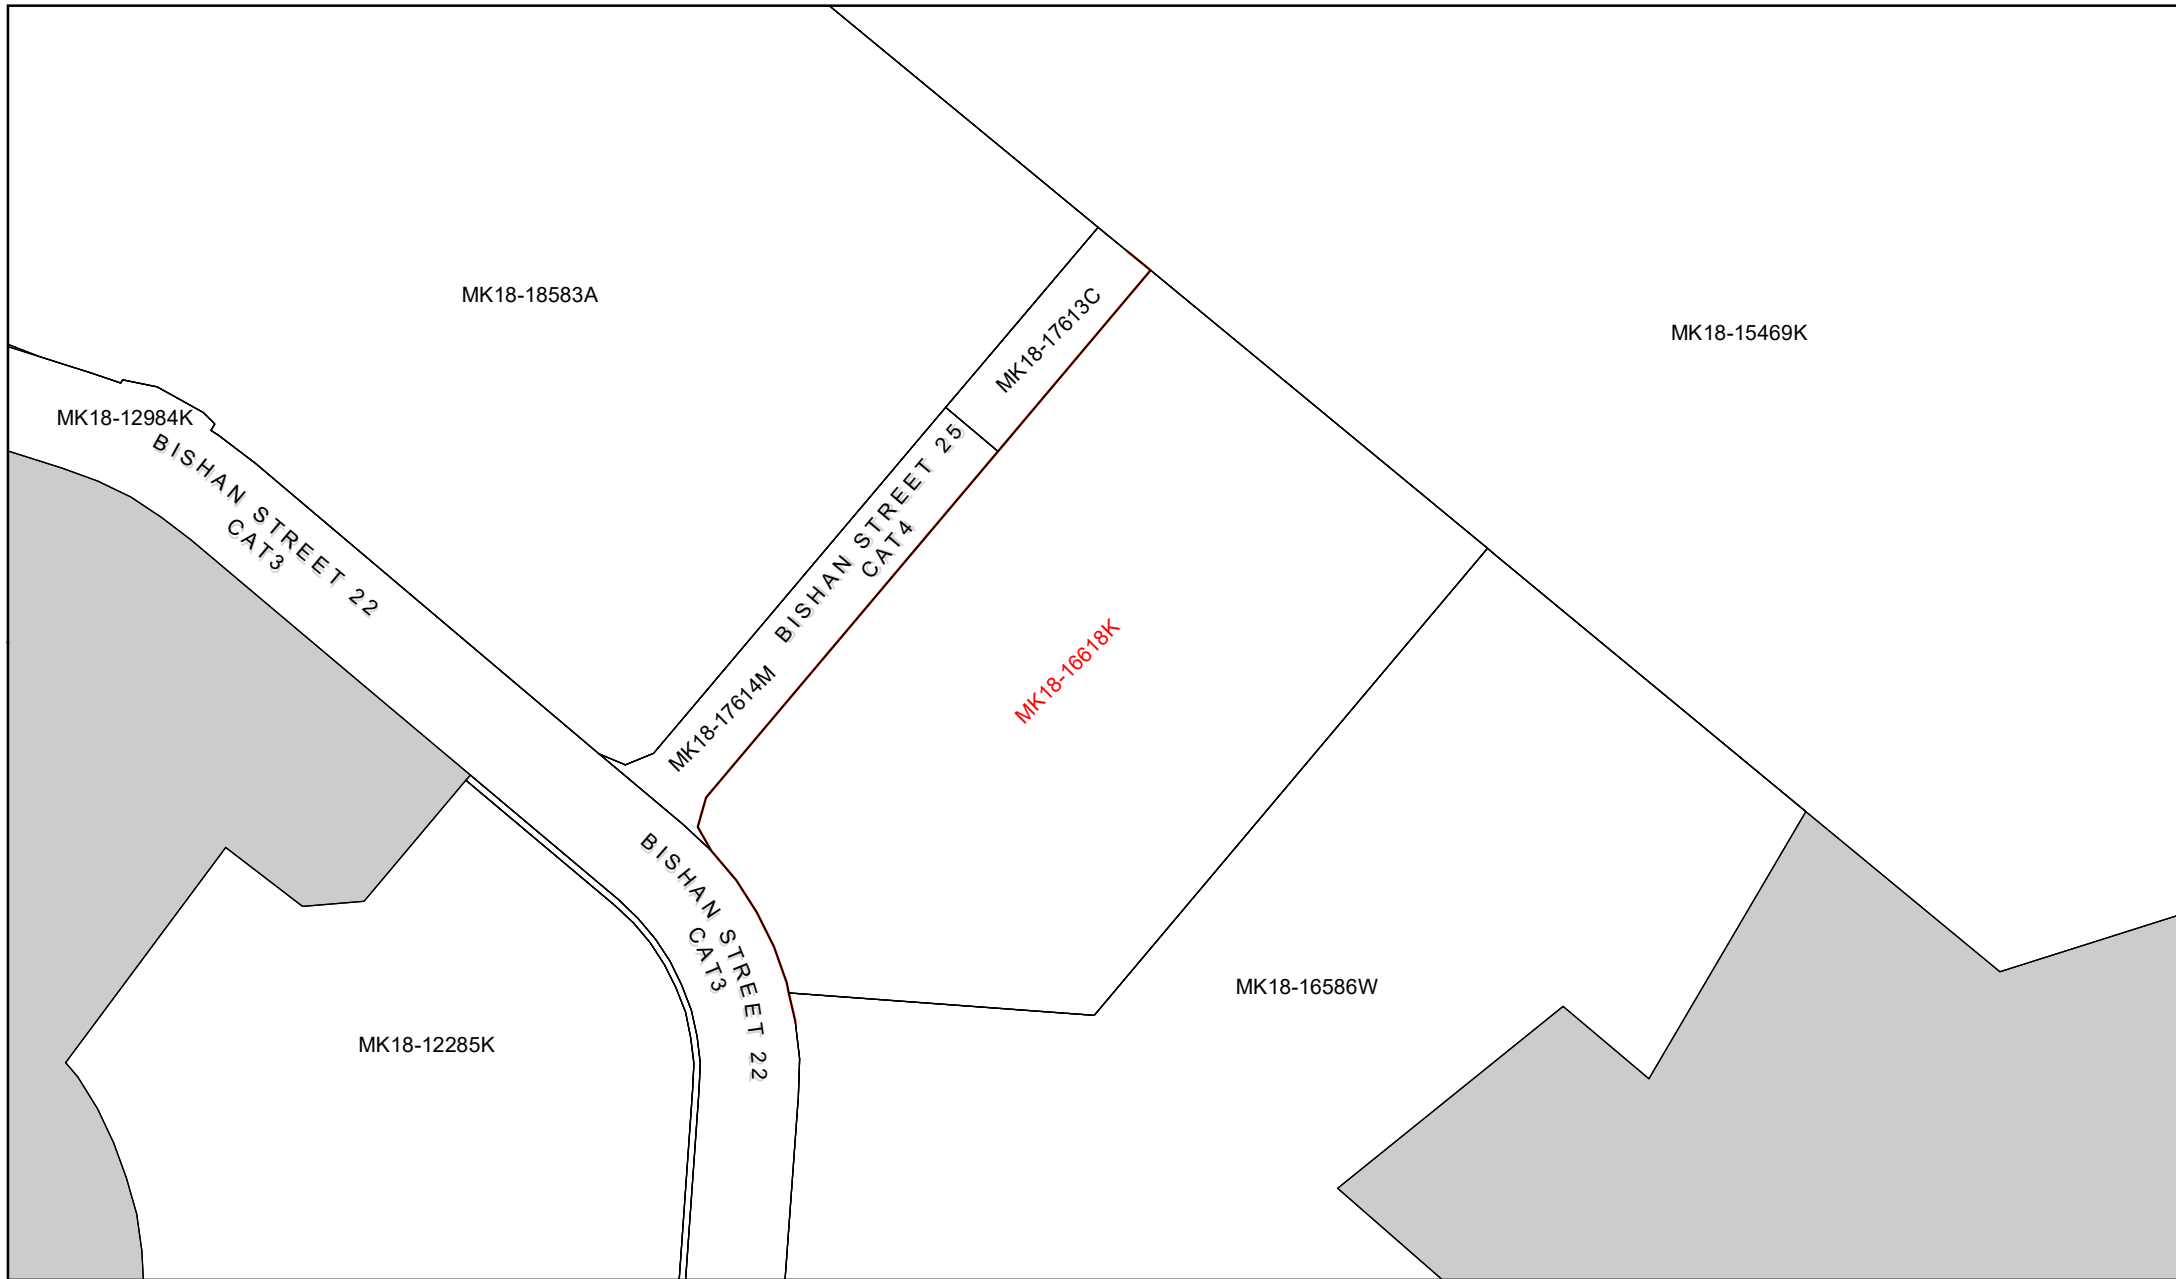 MK18-18583A
MK18-17613C
MK18-15469K
MK18-12984K
BISHAN STREET 22
CAT3
BISHAN STREET 25
CAT4
MK18-17614M
MK18-16618K
BISHAN STREET 22
CAT3
MK18-16586W
MK18-12285K